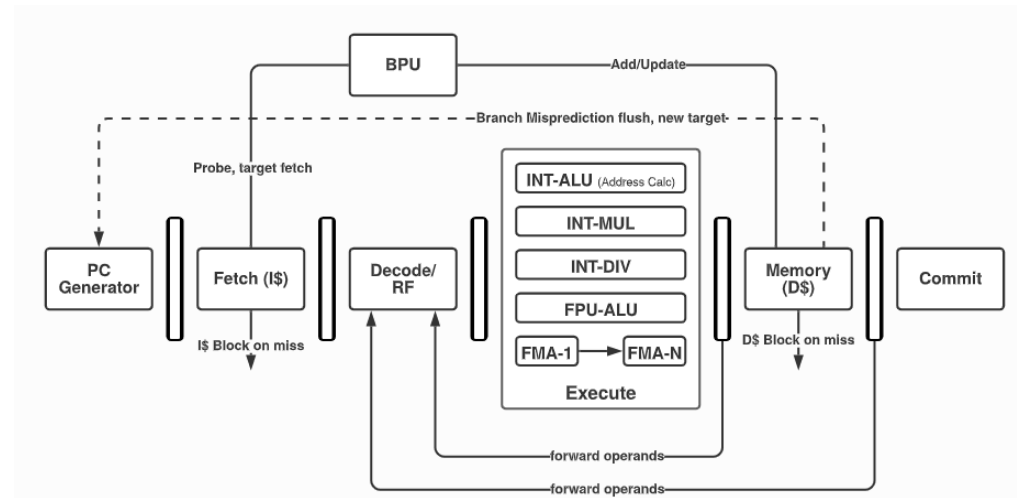 BPU
Add/Update
Branch Misprediction flush, new target
Probe, target fetch
INT-ALU (Address Calc)
INT-MUL
INT-DIV
FPU-ALU
FMA-1
FMA-N
Execute
PC
Generator
Fetch (I$)
Decode/
RF
Memory
(D$)
Commit
I$ Block on miss
D$ Block on miss
forward operands
forward operands